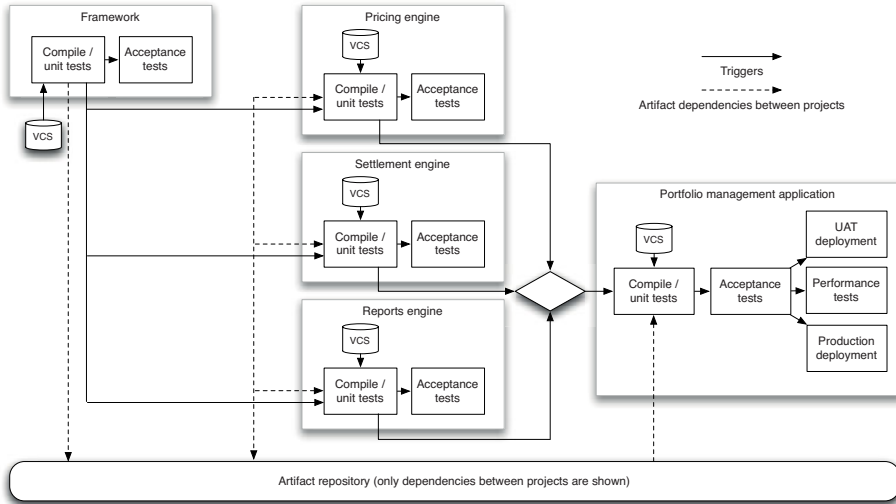 Framework
Compile /
unit tests
Acceptance
tests
VCS
Pricing engine
VCS
Compile /
unit tests
Acceptance
tests
Triggers
Artifact dependencies between projects
Settlement engine
VCS
Compile /
unit tests
Acceptance
tests
Reports engine
VCS
Compile /
unit tests
Acceptance
tests
Portfolio management application
VCS
Compile /
unit tests
Acceptance
tests
UAT
deployment
Performance
tests
Production
deployment
Artifact repository (only dependencies between projects are shown)